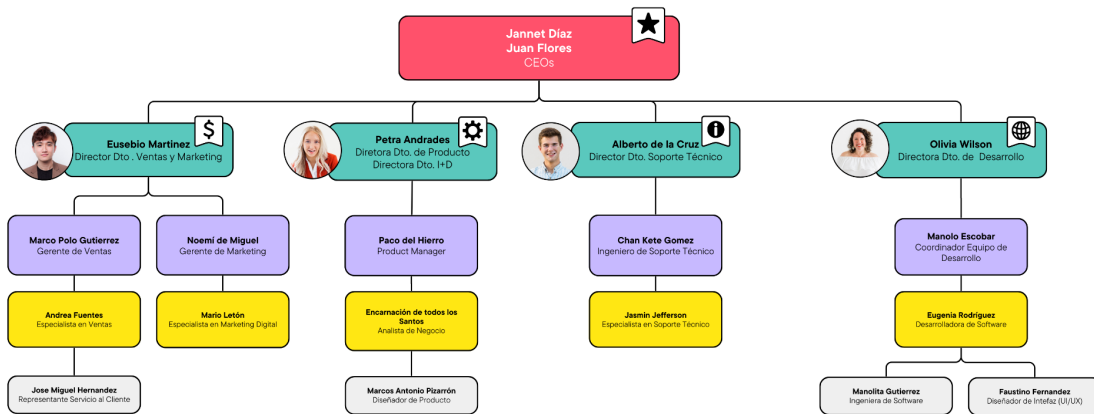 Jannet Díaz
Juan Flores
CEOs
$
Eusebio Martinez
Director Dto . Ventas y Marketing
Petra Andrades
Diretora Dto. de Producto
Directora Dto. I+D
Alberto de la Cruz
Director Dto. Soporte Técnico
Olivia Wilson
Directora Dto. de Desarrollo
Marco Polo Gutierrez
Gerente de Ventas
Noemí de Miguel
Gerente de Marketing
Paco del Hierro
Product Manager
Chan Kete Gomez
Ingeniero de Soporte Técnico
Manolo Escobar
Coordinador Equipo de
Desarrollo
Andrea Fuentes
Especialista en Ventas
Mario Letón
Especialista en Marketing Digital
Encarnación de todos los
Santos
Analista de Negocio
Jasmin Jefferson
Especialista en Soporte Técnico
Eugenia Rodríguez
Desarrolladora de Software
Jose Miguel Hernandez
Representante Servicio al Cliente
Marcos Antonio Pizarrón
Diseñador de Producto
Manolita Gutierrez
Ingeniera de Software
Faustino Fernandez
Diseñador de Intefaz (UI/UX)